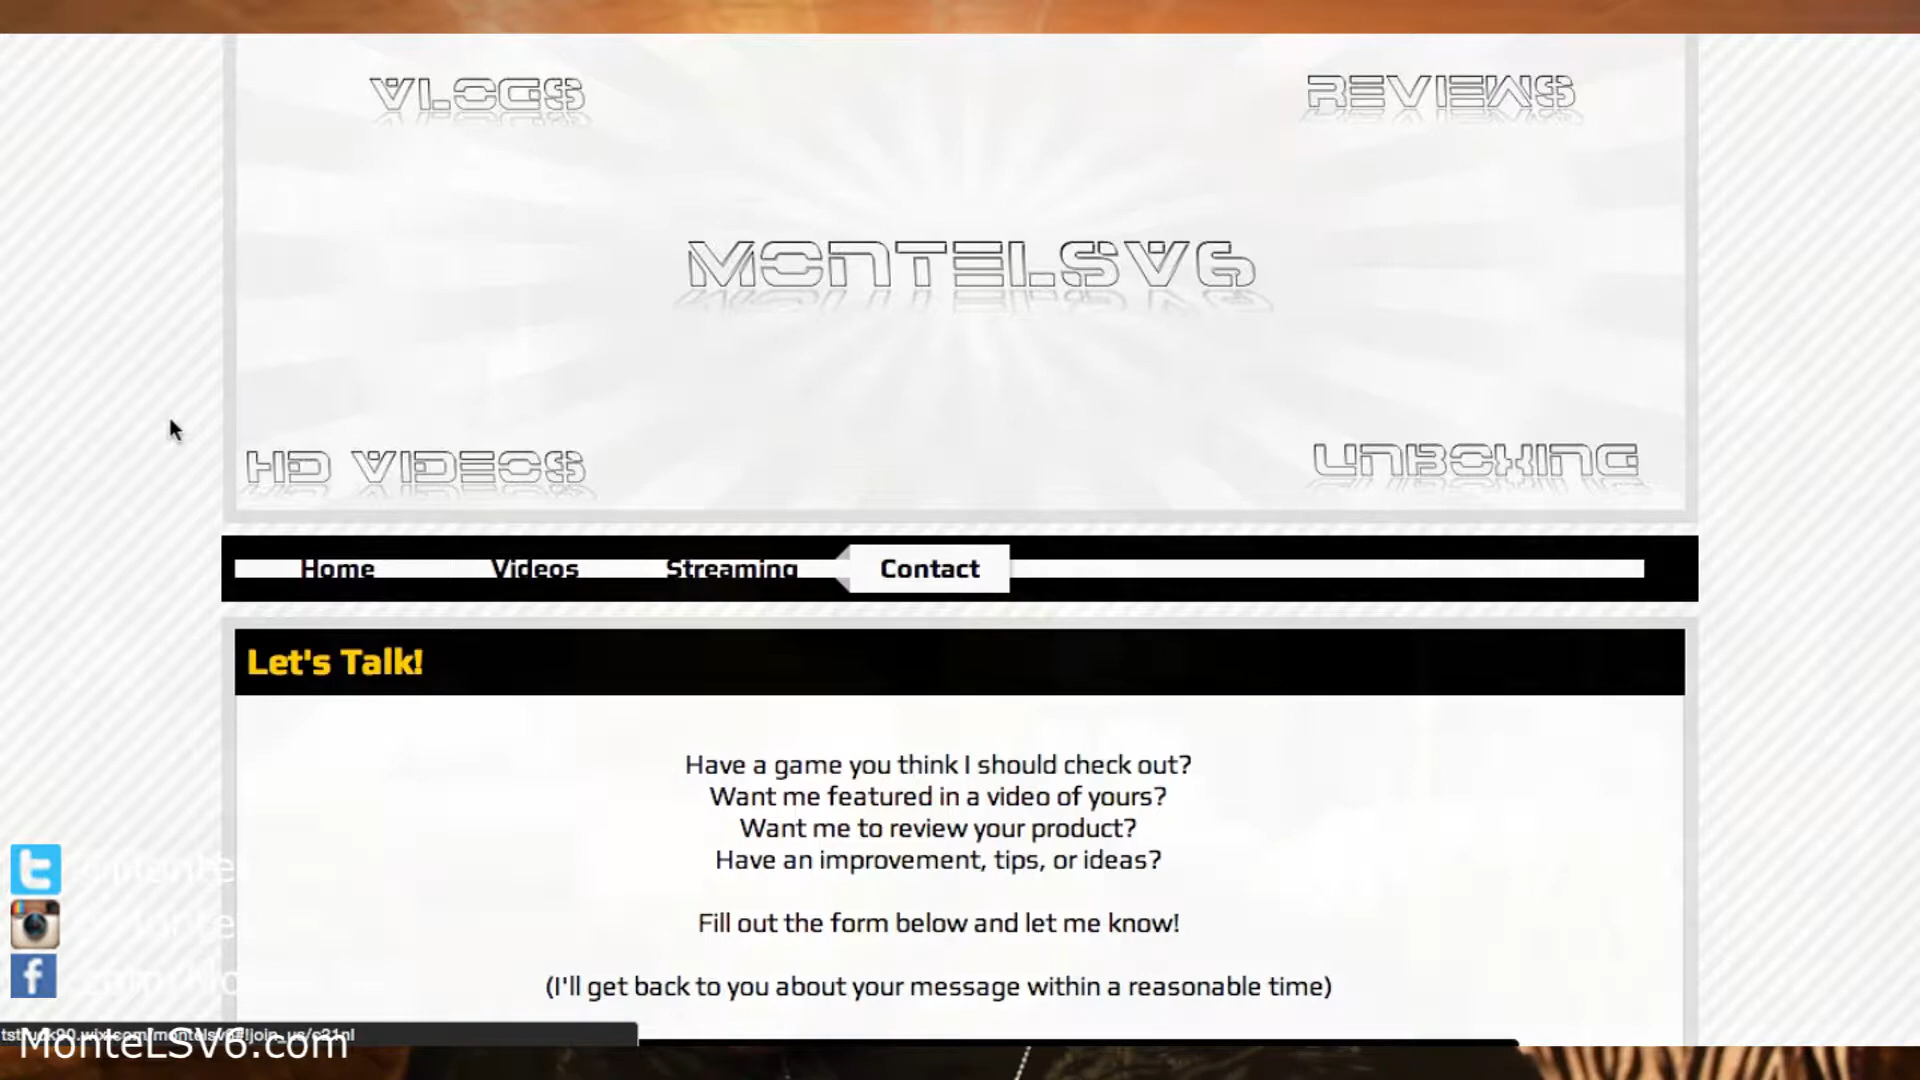 VLOGS
REVIEWS
MONTELSV6
HD VIDEOS
UNBOXING
Home Videos Streaming Contact
Let's Talk!
Have a game you think I should check out?
Want me featured in a video of yours?
Want me to review your product?
Have an improvement, tips, or ideas?
Fill out the form below and let me know!
(I'll get back to you about your message within a reasonable time)
MonteLSV6.com